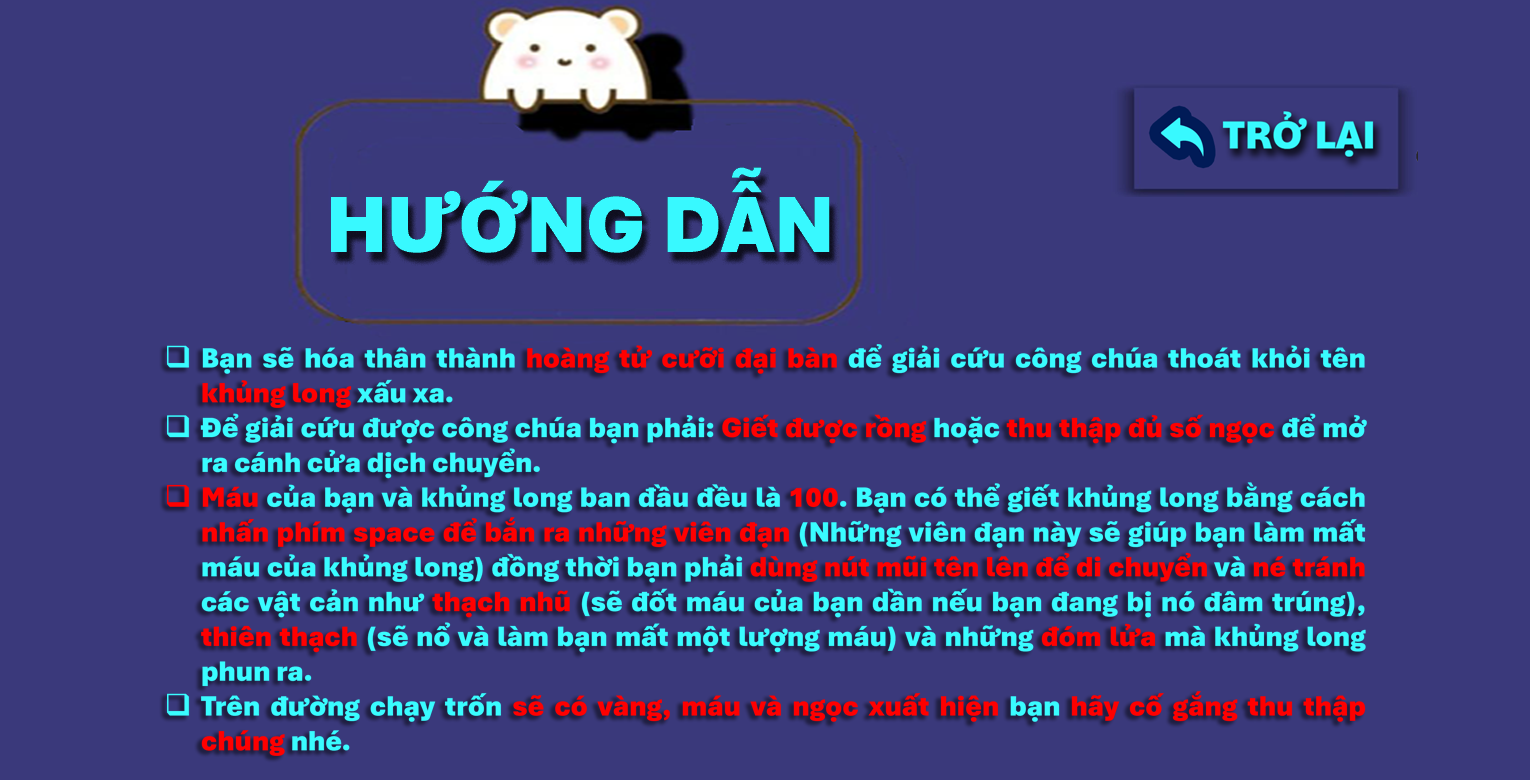 TRỞ LẠI
HƯỚNG DẪN
❑ Bạn sẽ hóa thân thành hoàng tử cưỡi đại bàn để giải cứu công chúa thoát khỏi tên
khủng long xấu xa.
❑ Để giải cứu được công chúa bạn phải: Giết được rồng hoặc thu thập đủ số ngọc để mở
ra cánh cửa dịch chuyển.
❑ Máu của bạn và khủng long ban đầu đều là 100. Bạn có thể giết khủng long bằng cách
nhấn phím space để bắn ra những viên đạn (Những viên đạn này sẽ giúp bạn làm mất
máu của khủng long) đồng thời bạn phải dùng nút mũi tên lên để di chuyển và né tránh
các vật cản như thạch nhũ (sẽ đốt máu của bạn dần nếu bạn đang bị nó đâm trúng),
thiên thạch (sẽ nổ và làm bạn mất một lượng máu) và những đóm lửa mà khủng long
phun ra.
❑ Trên đường chạy trốn sẽ có vàng, máu và ngọc xuất hiện bạn hãy cố gắng thu thập
chúng nhé.